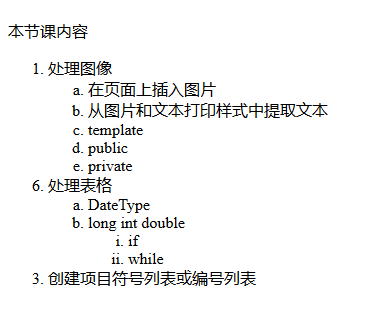 本节课内容
1. 处理图像
a. 在页面上插入图片
b. 从图片和文本打印样式中提取文本
c. template
d. public
e. private
6. 处理表格
a. DateType
b. long int double
i. if
ii. while
3. 创建项目符号列表或编号列表